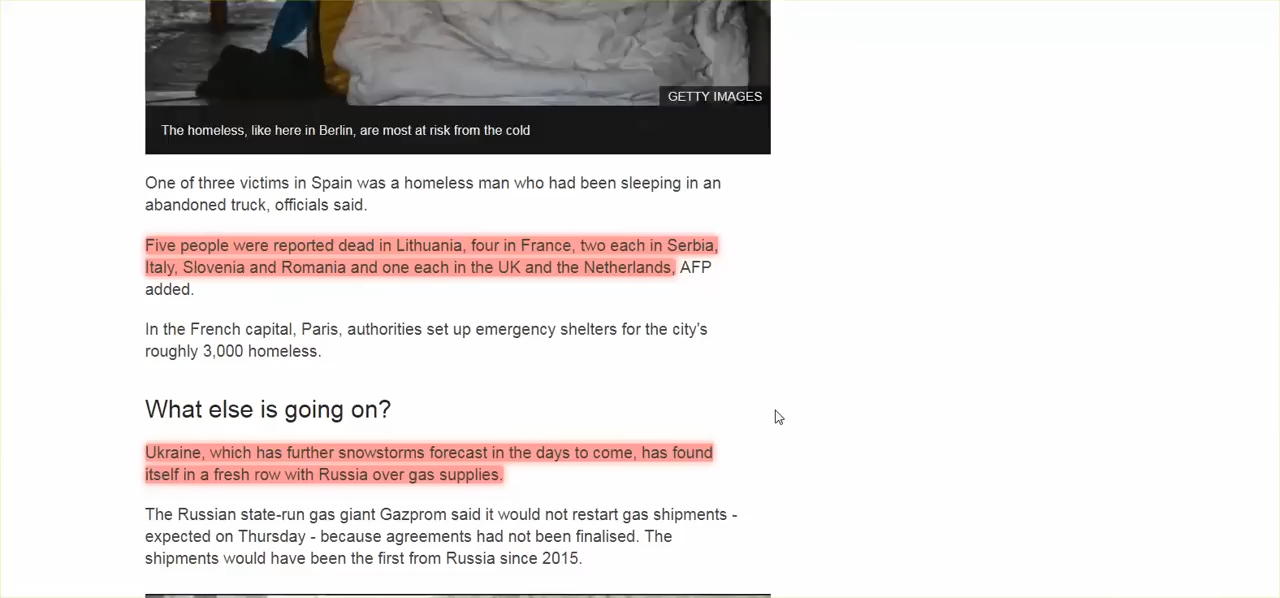 GETTY IMAGES
The homeless, like here in Berlin, are most at risk from the cold
One of three victims in Spain was a homeless man who had been sleeping in an
abandoned truck, officials said.
Five people were reported dead in Lithuania, four in France, two each in Serbia,
Italy, Slovenia and Romania and one each in the UK and the Netherlands, AFP
added.
In the French capital, Paris, authorities set up emergency shelters for the city's
roughly 3,000 homeless.
What else is going on?
Ukraine, which has further snowstorms forecast in the days to come, has found
itself in a fresh row with Russia over gas supplies.
The Russian state-run gas giant Gazprom said it would not restart gas shipments -
expected on Thursday - because agreements had not been finalised. The
shipments would have been the first from Russia since 2015.